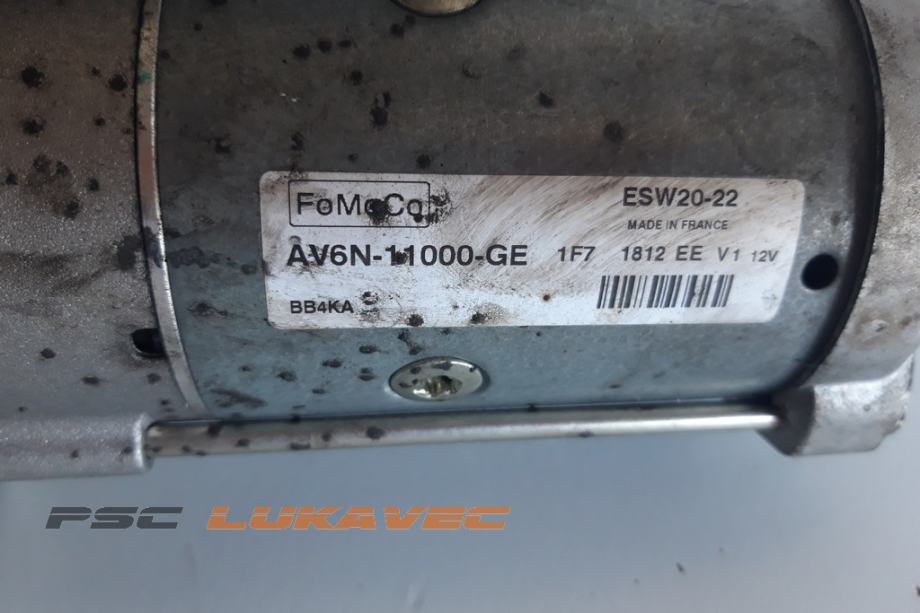 FoMoCo
ESW20-22
MADE IN FRANCE
AV6N-11000-GE 1F7 1812 EE V1 12V
BB4KA
PSC LUKAVEC